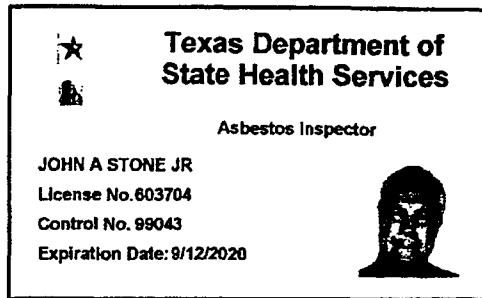 Texas Department of
State Health Services
Asbestos Inspector
JOHN A STONE JR
License No.603704
Control No. 99043
Expiration Date: 9/12/2020